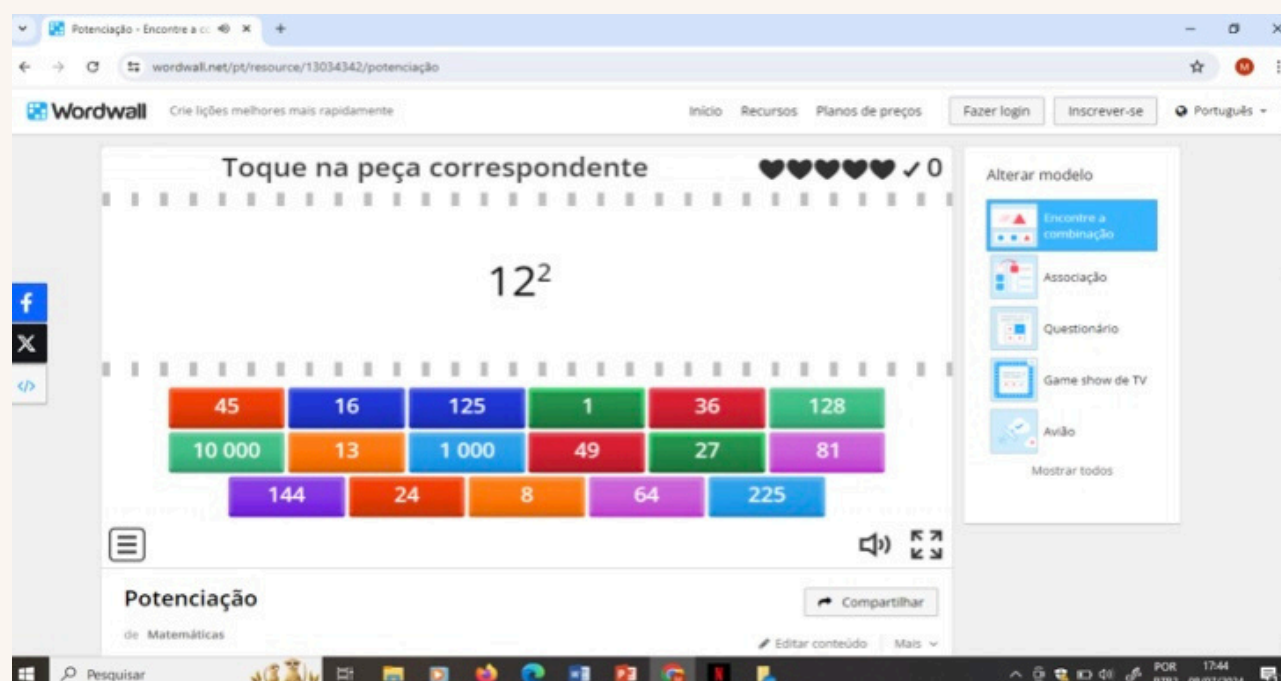 Potenciação - Encontre a co
wordwall.net/pt/resource/13034342/potenciação
M
Wordwall Crie lições melhores mais rapidamente Início Recursos Planos de preços Fazer login Inscrever-se Português
Toque na peça correspondente 0
12²
45 16 125 1 36 128
10 000 13 1 000 49 27 81
144 24 8 64 225
Alterar modelo
Encontre a
combinação
Associação
Questionário
Game show de TV
Avião
Mostrar todos
Potenciação
Compartilhar
de Matemáticas
Editar conteúdo Mais
Pesquisar
POR 17:44